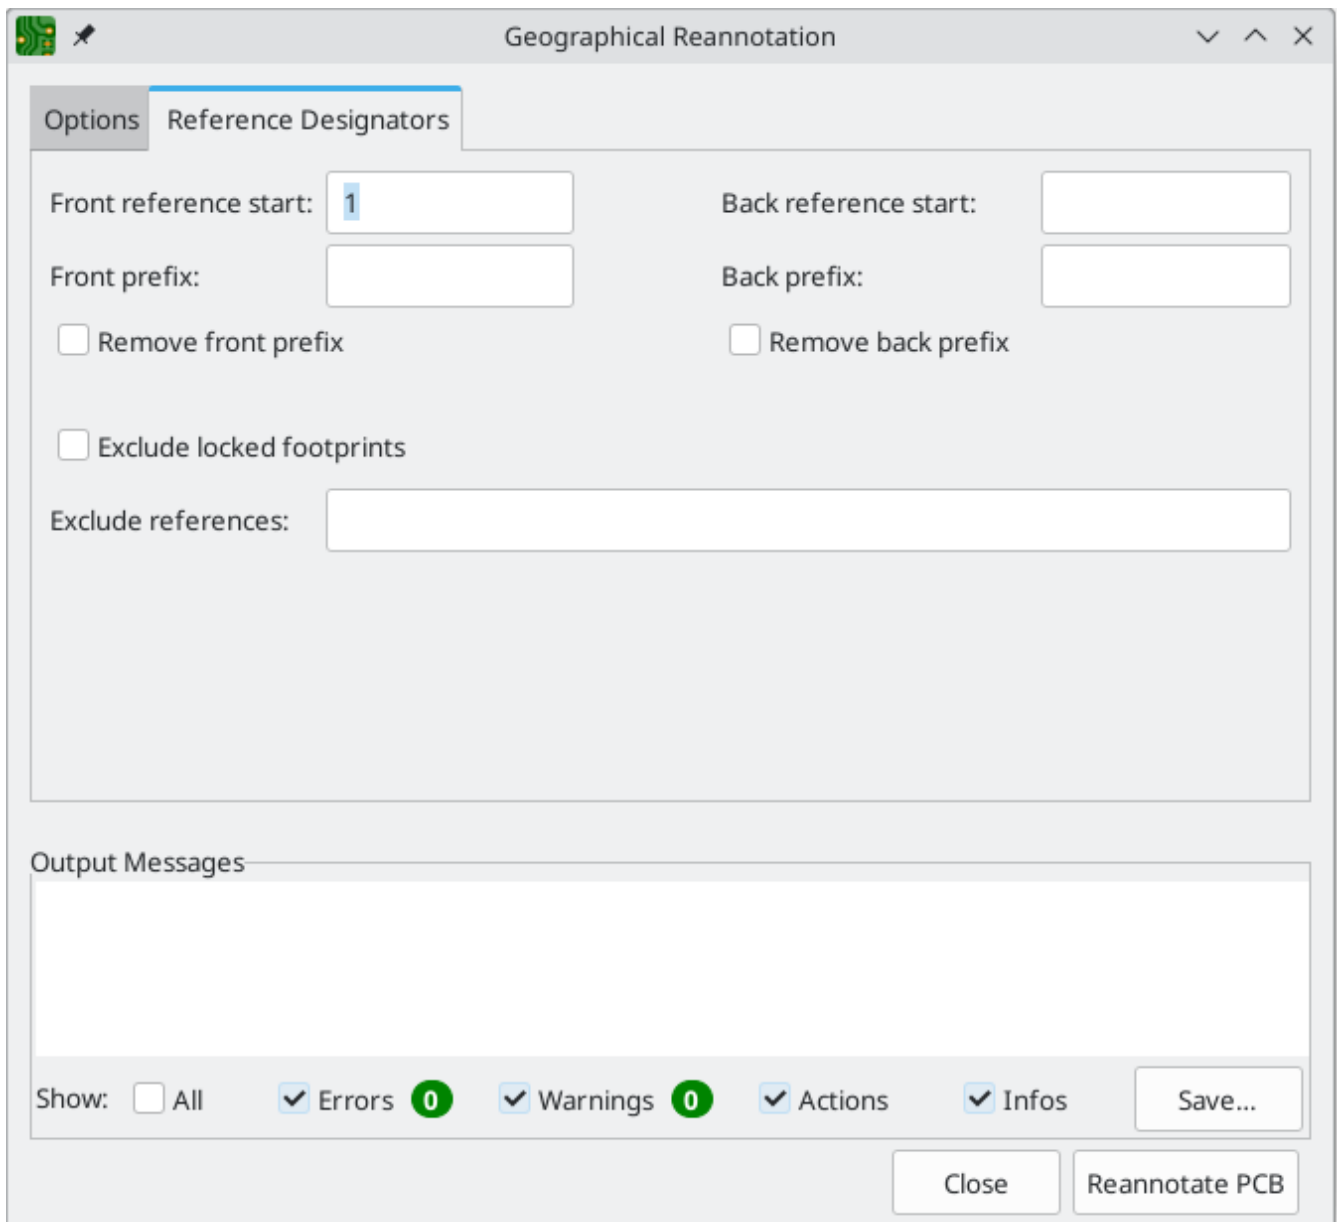 Geographical Reannotation
Options Reference Designators
Front reference start: 1 Back reference start:
Front prefix: Back prefix:
Remove front prefix Remove back prefix
Exclude locked footprints
Exclude references:
Output Messages
Show: All Errors 0 Warnings 0 Actions Infos Save...
Close Reannotate PCB